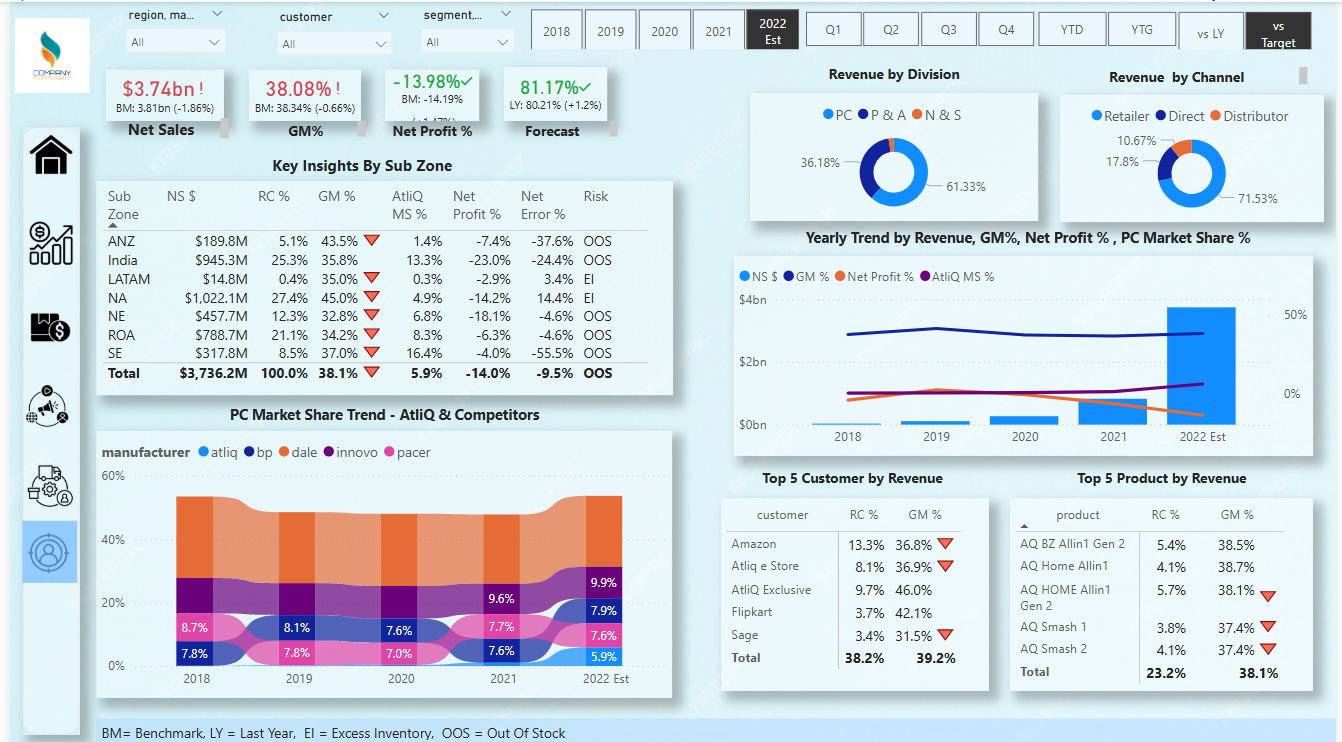 region, ma...
customer
segment,...
All
All
All
2018
2019
2020
2021
2022
Est
Q1
Q2
Q3
Q4
YTD
YTG
vs LY
vs
Target
COMPANY
$3.74bn !
BM: 3.81bn (-1.86%)
Net Sales
38.08% !
BM: 38.34% (-0.66%)
GM%
-13.98%
BM: -14.19%
Net Profit %
81.17%
LY: 80.21% (+1.2%)
Forecast
Revenue by Division
PC P & A N & S
36.18%
61.33%
Revenue by Channel
Retailer Direct Distributor
10.67%
17.8%
71.53%
Key Insights By Sub Zone
Sub Zone NS $ RC % GM % AtliQ MS % Net Profit % Net Error % Risk
ANZ $189.8M 5.1% 43.5% 1.4% -7.4% -37.6% OOS
India $945.3M 25.3% 35.8% 13.3% -23.0% -24.4% OOS
LATAM $14.8M 0.4% 35.0% 0.3% -2.9% 3.4% EI
NA $1,022.1M 27.4% 45.0% 4.9% -14.2% 14.4% EI
NE $457.7M 12.3% 32.8% 6.8% -18.1% -4.6% OOS
ROA $788.7M 21.1% 34.2% 8.3% -6.3% -4.6% OOS
SE $317.8M 8.5% 37.0% 16.4% -4.0% -55.5% OOS
Total $3,736.2M 100.0% 38.1% 5.9% -14.0% -9.5% OOS
Yearly Trend by Revenue, GM%, Net Profit % , PC Market Share %
NS $ GM % Net Profit % AtliQ MS %
$4bn
$2bn
$0bn
50%
0%
2018 2019 2020 2021 2022 Est
PC Market Share Trend - AtliQ & Competitors
manufacturer atliq bp dale innovo pacer
60%
40%
20%
0%
8.7%
7.8%
8.1%
7.8%
7.6%
7.0%
9.6%
7.7%
7.6%
9.9%
7.9%
7.6%
5.9%
2018 2019 2020 2021 2022 Est
Top 5 Customer by Revenue
customer RC % GM %
Amazon 13.3% 36.8%
Atliq e Store 8.1% 36.9%
AtliQ Exclusive 9.7% 46.0%
Flipkart 3.7% 42.1%
Sage 3.4% 31.5%
Total 38.2% 39.2%
Top 5 Product by Revenue
product RC % GM %
AQ BZ Allin1 Gen 2 5.4% 38.5%
AQ Home Allin1 4.1% 38.7%
AQ HOME Allin1 5.7% 38.1%
Gen 2
AQ Smash 1 3.8% 37.4%
AQ Smash 2 4.1% 37.4%
Total 23.2% 38.1%
BM= Benchmark, LY = Last Year, EI = Excess Inventory, OOS = Out Of Stock